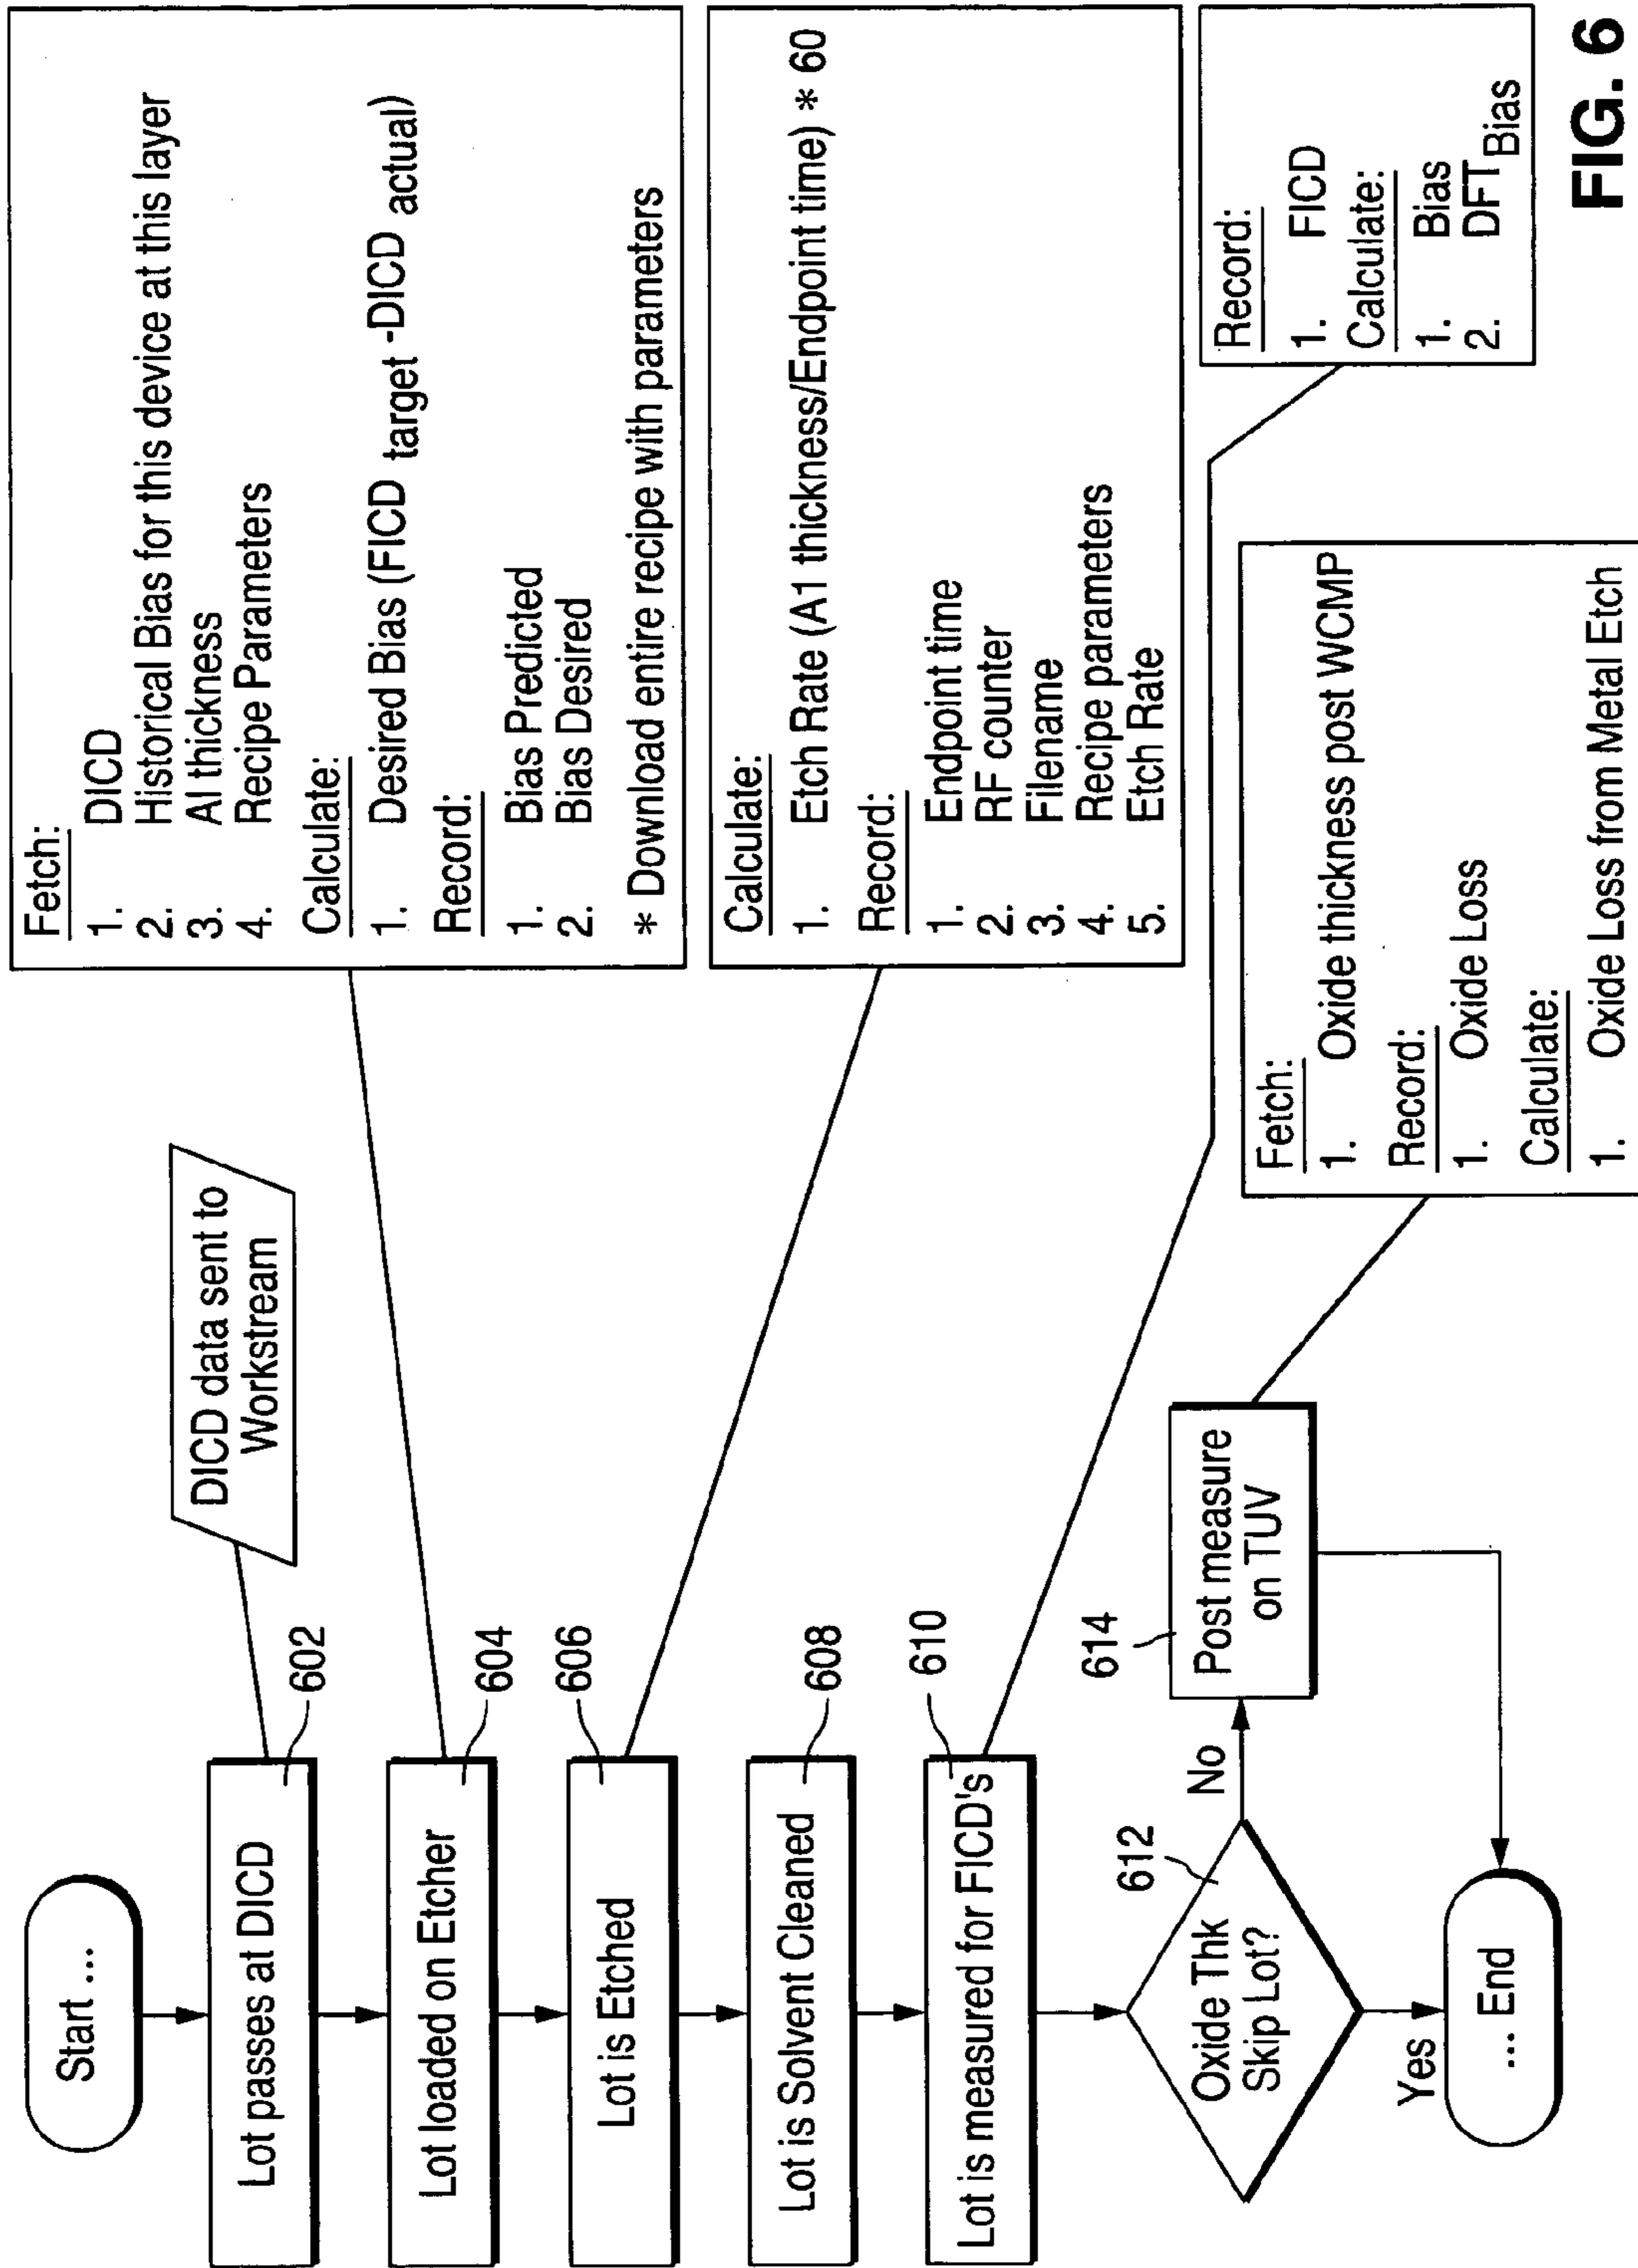 Start ...
DICD data sent to
Workstream
Lot passes at DICD
602
Lot loaded on Etcher
604
Fetch:
1. DICD
2. Historical Bias for this device at this layer
3. Al thickness
4. Recipe Parameters
Calculate:
1. Desired Bias (FICD target -DICD actual)
Record:
1. Bias Predicted
2. Bias Desired
* Download entire recipe with parameters
Lot is Etched
606
Calculate:
1. Etch Rate (A1 thickness/Endpoint time) * 60
Record:
1. Endpoint time
2. RF counter
3. Filename
4. Recipe parameters
5. Etch Rate
Lot is Solvent Cleaned
608
Lot is measured for FICD's
610
Record:
1. FICD
Calculate:
1. Bias
2. DFT Bias
Oxide Thk
Skip Lot?
612
No
Yes
Post measure
on TUV
614
Fetch:
1. Oxide thickness post WCMP
Record:
1. Oxide Loss
Calculate:
1. Oxide Loss from Metal Etch
... End
FIG. 6